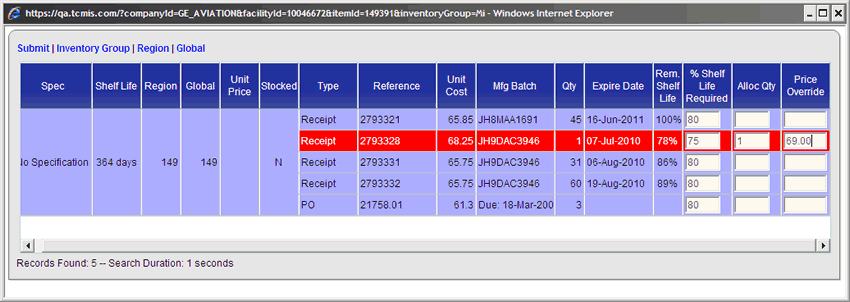 https://qa.tcmis.com/?companyId=GE_AVIATION&facilityId=10046672&itemId=149391&inventoryGroup=Mi - Windows Internet Explorer
Submit | Inventory Group | Region | Global
Spec Shelf Life Region Global Unit Price Stocked Type Reference Unit Cost Mfg Batch Qty Expire Date Rem. Shelf Life % Shelf Life Required Alloc Qty Price Override
Receipt 2793321 65.85 JH8MAA1691 45 16-Jun-2011 100% 80
Receipt 2793328 68.25 JH9DAC3946 1 07-Jul-2010 78% 75 1 69.00
No Specification 364 days 149 149 N Receipt 2793331 65.75 JH9DAC3946 31 06-Aug-2010 86% 80
Receipt 2793332 65.75 JH9DAC3946 60 19-Aug-2010 89% 80
PO 21758.01 61.3 Due: 18-Mar-200 3 80
Records Found: 5 -- Search Duration: 1 seconds